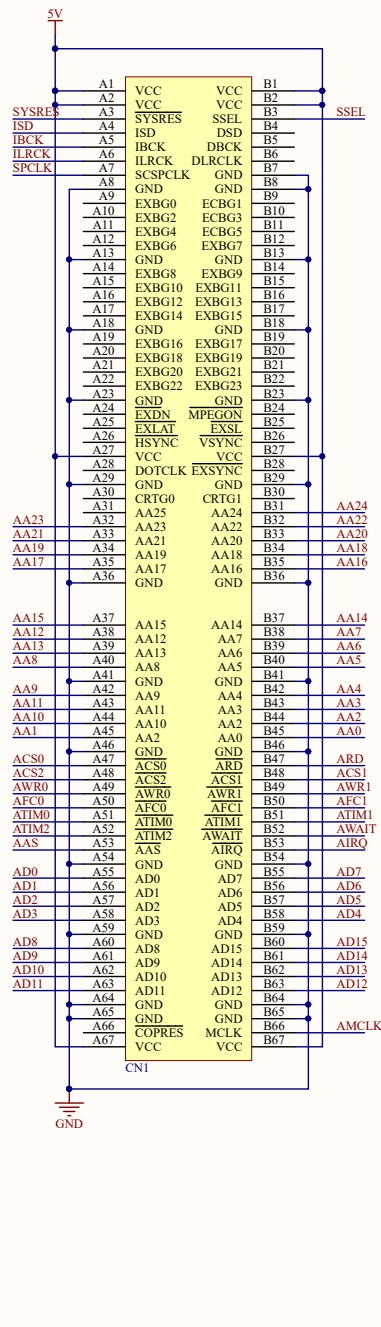 5V
A1 VCC VCC B1
A2 VCC VCC B2
SYSRES A3 SYSRES SSEL B3 SSEL
ISD A4 ISD DSD B4
IBCK A5 IBCK DBCK B5
ILRCK A6 ILRCK DLRCLK B6
SPCLK A7 SCSPCLK GND B7
A8 GND GND B8
A9 EXBG0 ECBG1 B9
A10 EXBG2 ECBG3 B10
A11 EXBG4 ECBG5 B11
A12 EXBG6 EXBG7 B12
A13 GND GND B13
A14 EXBG8 EXBG9 B14
A15 EXBG10 EXBG11 B15
A16 EXBG12 EXBG13 B16
A17 EXBG14 EXBG15 B17
A18 GND GND B18
A19 EXBG16 EXBG17 B19
A20 EXBG18 EXBG19 B20
A21 EXBG20 EXBG21 B21
A22 EXBG22 EXBG23 B22
A23 GND GND B23
A24 EXDN MPEGON B24
A25 EXLAT EXSL B25
A26 HSYNC VSYNC B26
A27 VCC VCC B27
A28 DOTCLK EXSYNC B28
A29 GND GND B29
A30 CRTG0 CRTG1 B30
A31 AA25 AA24 B31 AA24
AA23 A32 AA23 AA22 B32 AA22
AA21 A33 AA21 AA20 B33 AA20
AA19 A34 AA19 AA18 B34 AA18
AA17 A35 AA17 AA16 B35 AA16
A36 GND GND B36
AA15 A37 AA15 AA14 B37 AA14
AA12 A38 AA12 AA7 B38 AA7
AA13 A39 AA13 AA6 B39 AA6
AA8 A40 AA8 AA5 B40 AA5
A41 GND GND B41
AA9 A42 AA9 AA4 B42 AA4
AA11 A43 AA11 AA3 B43 AA3
AA10 A44 AA10 AA2 B44 AA2
AA1 A45 AA2 AA0 B45 AA0
A46 GND GND B46
ACS0 A47 ACS0 ARD B47 ARD
ACS2 A48 ACS2 ACS1 B48 ACS1
AWR0 A49 AWR0 AWR1 B49 AWR1
AFC0 A50 AFC0 AFC1 B50 AFC1
ATIM0 A51 ATIM0 ATIM1 B51 ATIM1
ATIM2 A52 ATIM2 AWAIT B52 AWAIT
AAS A53 AAS AIRQ B53 AIRQ
A54 GND GND B54
AD0 A55 AD0 AD7 B55 AD7
AD1 A56 AD1 AD6 B56 AD6
AD2 A57 AD2 AD5 B57 AD5
AD3 A58 AD3 AD4 B58 AD4
A59 GND GND B59
AD8 A60 AD8 AD15 B60 AD15
AD9 A61 AD9 AD14 B61 AD14
AD10 A62 AD10 AD13 B62 AD13
AD11 A63 AD11 AD12 B63 AD12
A64 GND GND B64
A65 GND GND B65
A66 COPRES MCLK B66 AMCLK
A67 VCC VCC B67
CN1
GND